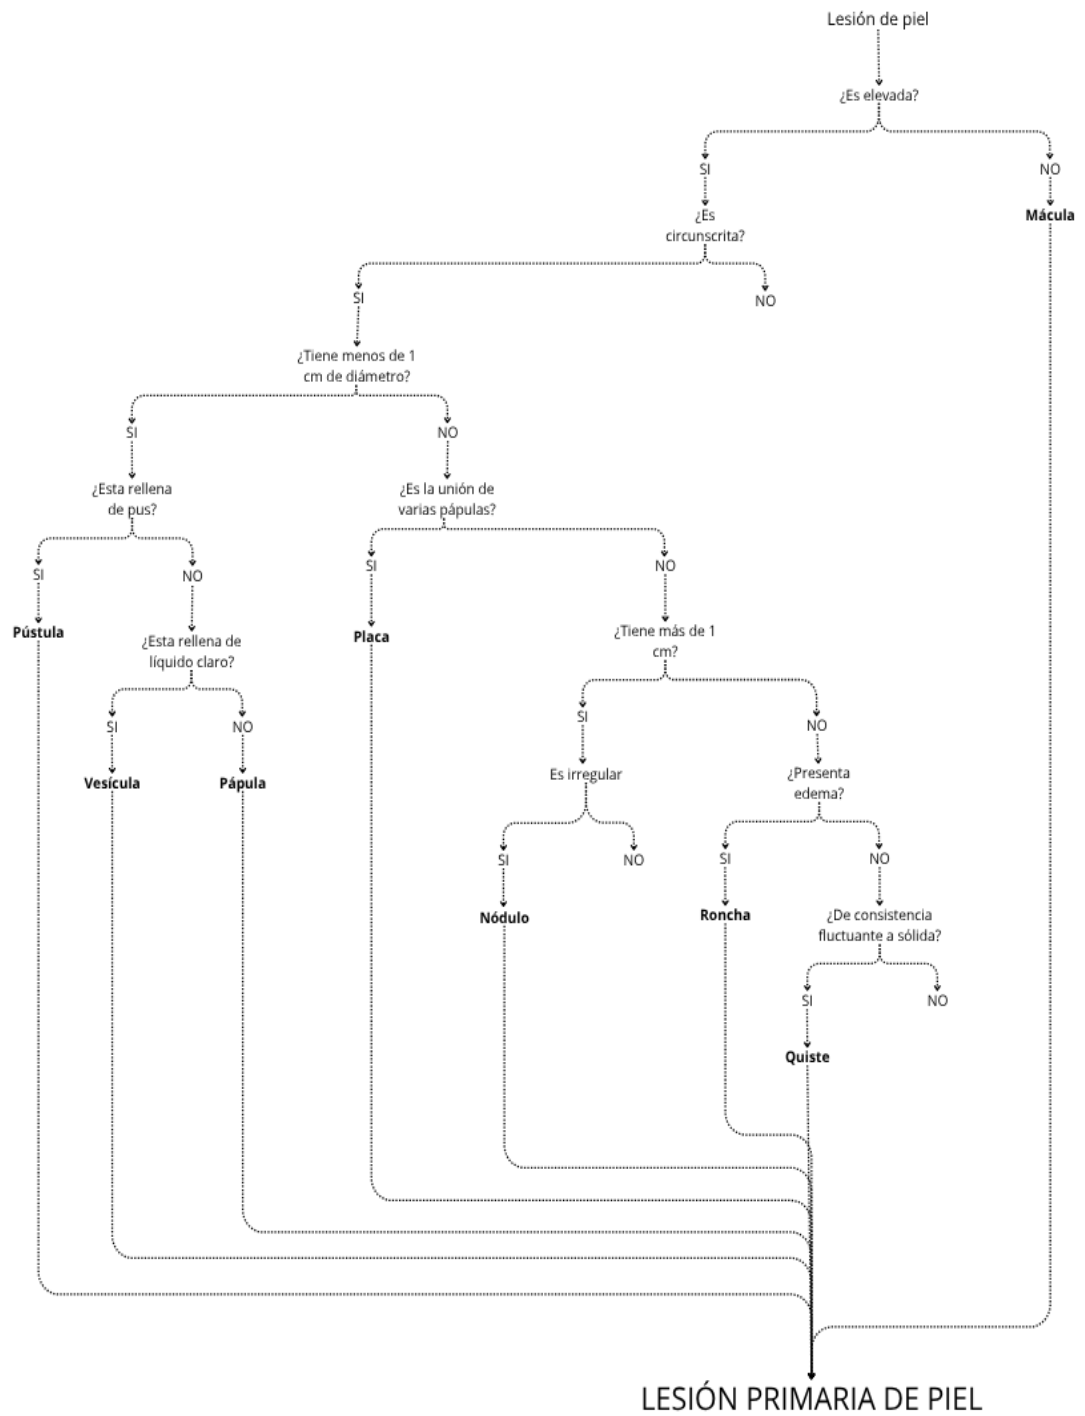 Lesión de piel
¿Es elevada?
SI
NO
¿Es
circunscrita?
Mácula
SI
NO
¿Tiene menos de 1
cm de diámetro?
SI
NO
¿Esta rellena
de pus?
¿Es la unión de
varias pápulas?
SI
NO
SI
NO
Pústula
¿Esta rellena de
líquido claro?
Placa
¿Tiene más de 1
cm?
SI
NO
SI
NO
Vesícula
Pápula
Es irregular
¿Presenta
edema?
SI
NO
SI
NO
Nódulo
Roncha
¿De consistencia
fluctuante a sólida?
SI
NO
Quiste
LESIÓN PRIMARIA DE PIEL